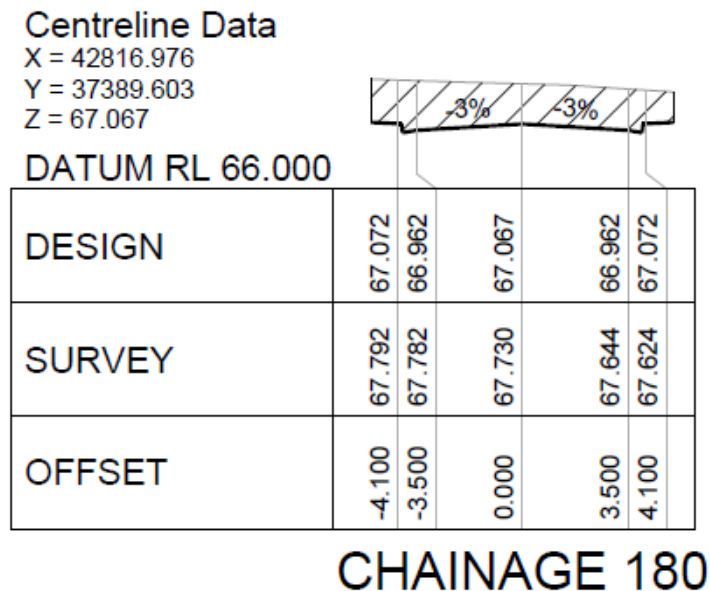 Centreline Data
X = 42816.976
Y = 37389.603
Z = 67.067
-3% -3%
DATUM RL 66.000
DESIGN 67.072 66.962 67.067 66.962 67.072
SURVEY 67.792 67.782 67.730 67.644 67.624
OFFSET -4.100 -3.500 0.000 3.500 4.100
CHAINAGE 180